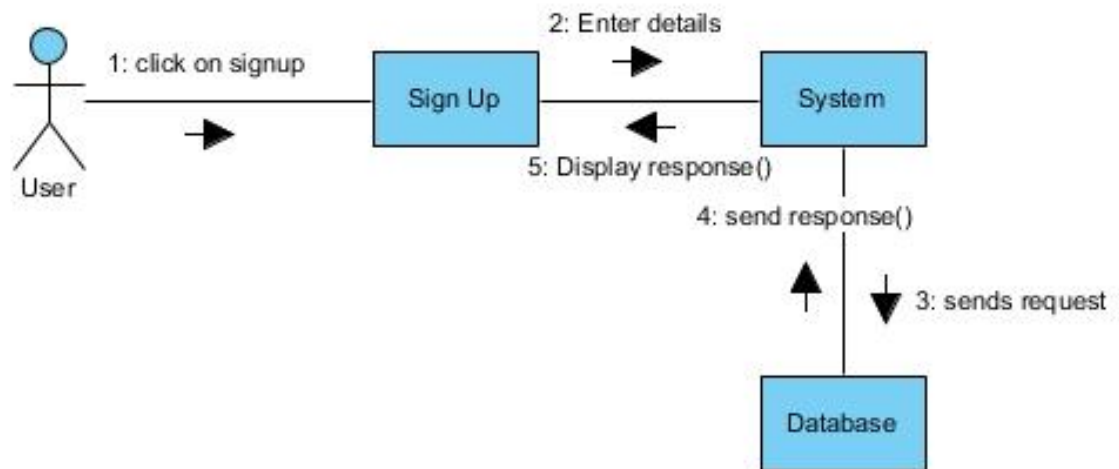 2: Enter details
1: click on signup
Sign Up
System
User
5: Display response()
4: send response()
3: sends request
Database